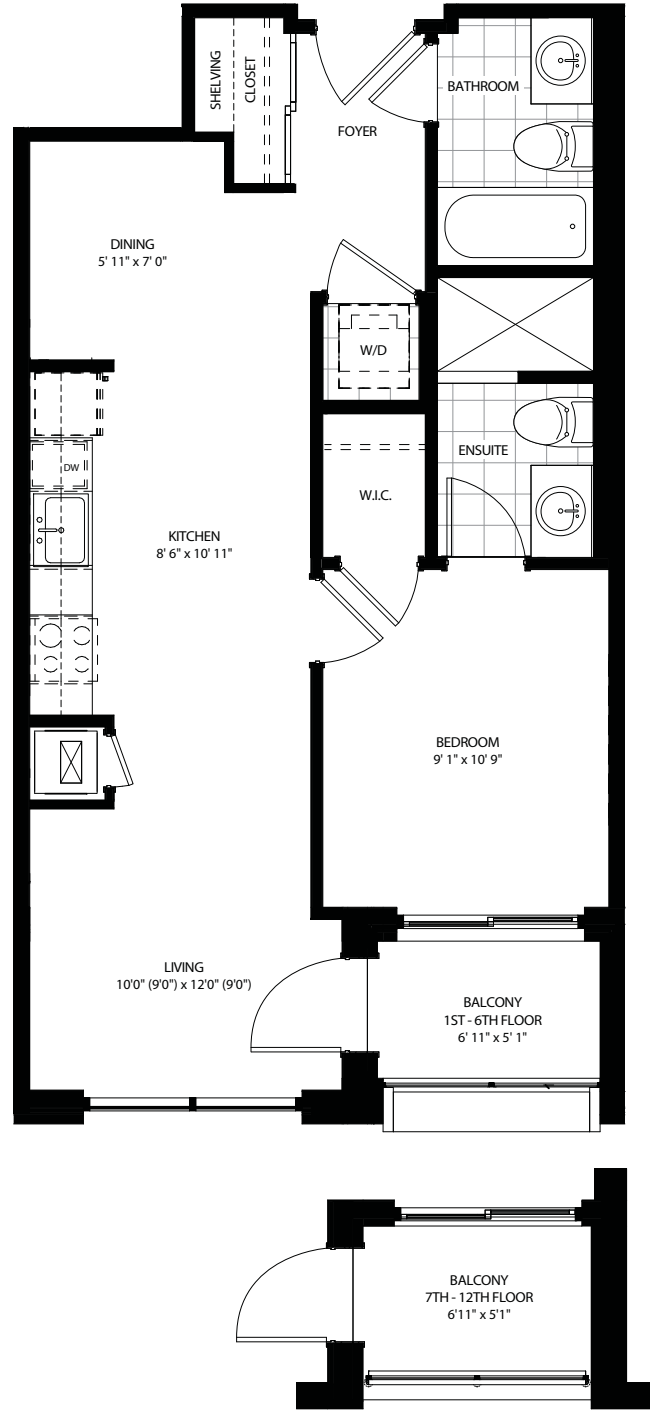 SHELVING
CLOSET
FOYER
BATHROOM
DINING
5' 11" x 7' 0"
W/D
DW
ENSUITE
W.I.C.
KITCHEN
8' 6" x 10' 11"
BEDROOM
9' 1" x 10' 9"
LIVING
10'0" (9'0") x 12'0" (9'0")
BALCONY
1ST - 6TH FLOOR
6' 11" x 5' 1"
BALCONY
7TH - 12TH FLOOR
6'11" x 5'1"